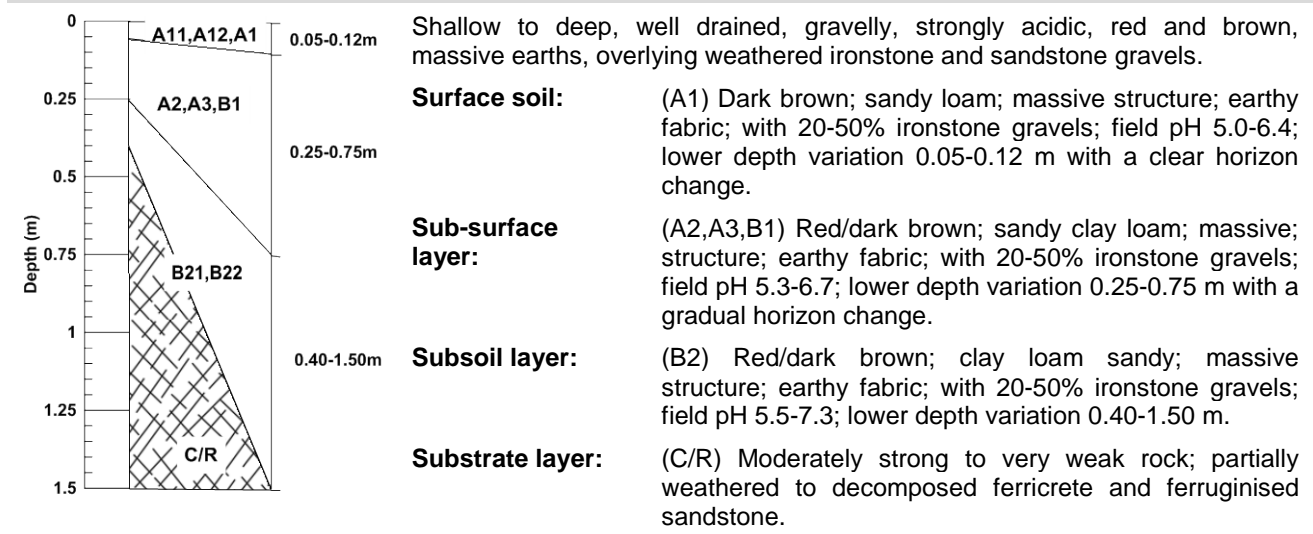 Shallow to deep, well drained, gravelly, strongly acidic, red and brown,
massive earths, overlying weathered ironstone and sandstone gravels.
Surface soil: (A1) Dark brown; sandy loam; massive structure; earthy
fabric; with 20-50% ironstone gravels; field pH 5.0-6.4;
lower depth variation 0.05-0.12 m with a clear horizon
change.
Sub-surface (A2,A3,B1) Red/dark brown; sandy clay loam; massive;
layer: structure; earthy fabric; with 20-50% ironstone gravels;
field pH 5.3-6.7; lower depth variation 0.25-0.75 m with a
gradual horizon change.
Subsoil layer: (B2) Red/dark brown; clay loam sandy; massive
structure; earthy fabric; with 20-50% ironstone gravels;
field pH 5.5-7.3; lower depth variation 0.40-1.50 m.
Substrate layer: (C/R) Moderately strong to very weak rock; partially
weathered to decomposed ferricrete and ferruginised
sandstone.
Depth (m)
0
0.25
0.5
0.75
1
1.25
1.5
A11,A12,A1
A2,A3,B1
B21,B22
C/R
0.05-0.12m
0.25-0.75m
0.40-1.50m